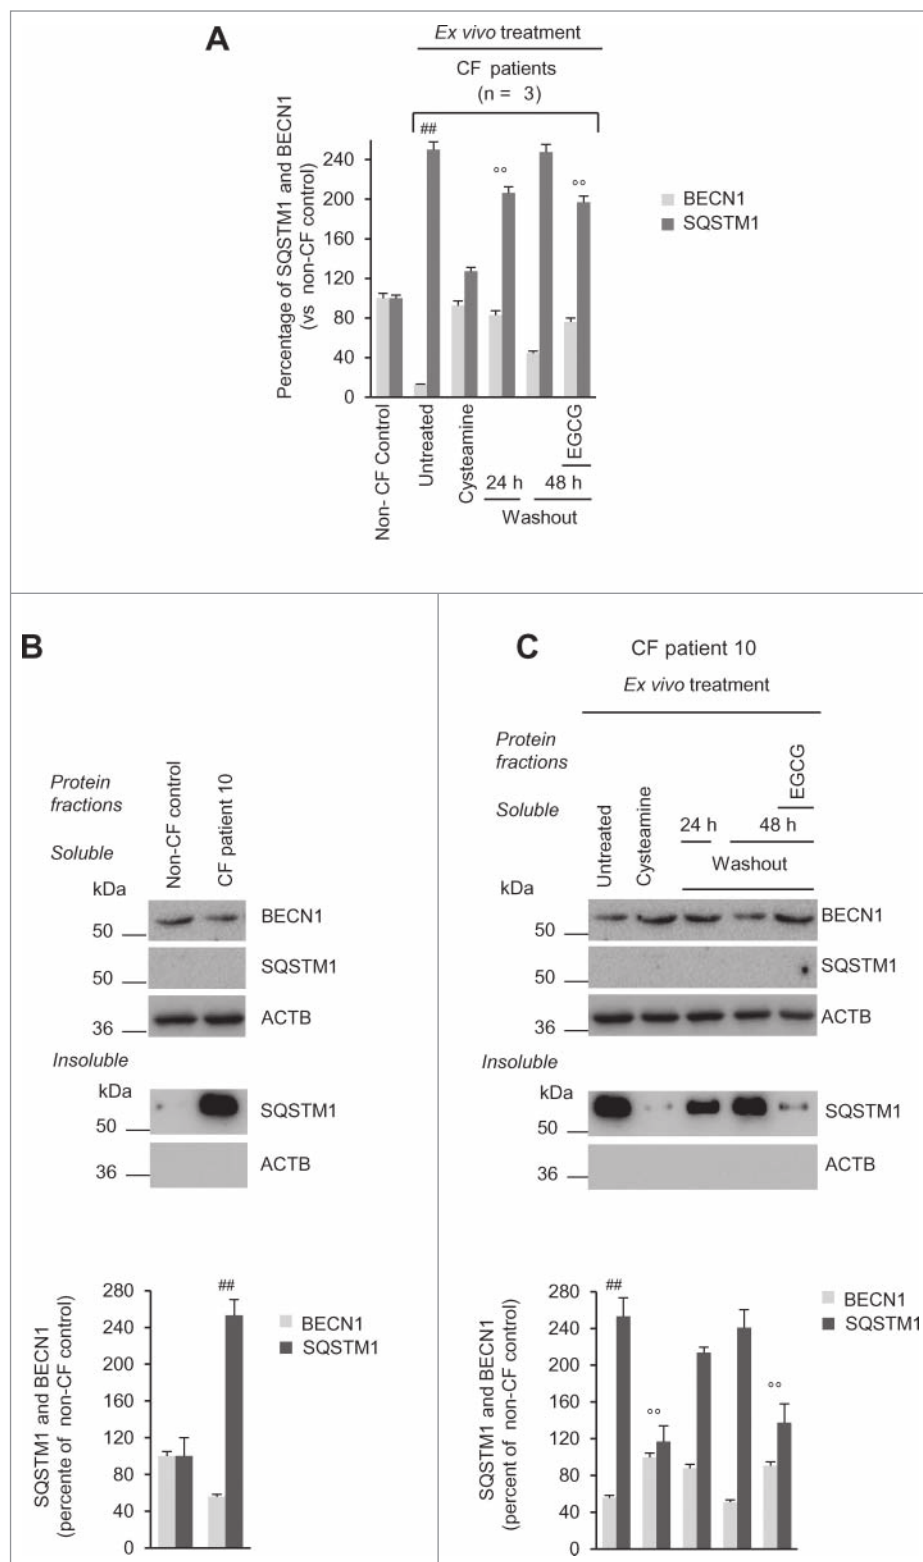 A
Ex vivo treatment
CF patients
(n = 3)
Percentage of SQSTM1 and BECN1
(vs non-CF control)
240
200
160
120
80
40
0
##
°°
°°
BECN1
SQSTM1
Non- CF Control
Untreated
Cysteamine
EGCG
24 h
48 h
Washout
B
Protein
fractions
Soluble
Non-CF control
CF patient 10
kDa
50
BECN1
50
SQSTM1
36
ACTB
Insoluble
kDa
50
SQSTM1
36
ACTB
SQSTM1 and BECN1
(percente of non-CF control)
280
240
200
160
120
80
40
0
##
BECN1
SQSTM1
C
CF patient 10
Ex vivo treatment
Protein
fractions
Soluble
Untreated
Cysteamine
EGCG
24 h
48 h
Washout
kDa
50
BECN1
50
SQSTM1
36
ACTB
Insoluble
kDa
50
SQSTM1
36
ACTB
SQSTM1 and BECN1
(percent of non-CF control)
280
240
200
160
120
80
40
0
##
°°
°°
BECN1
SQSTM1